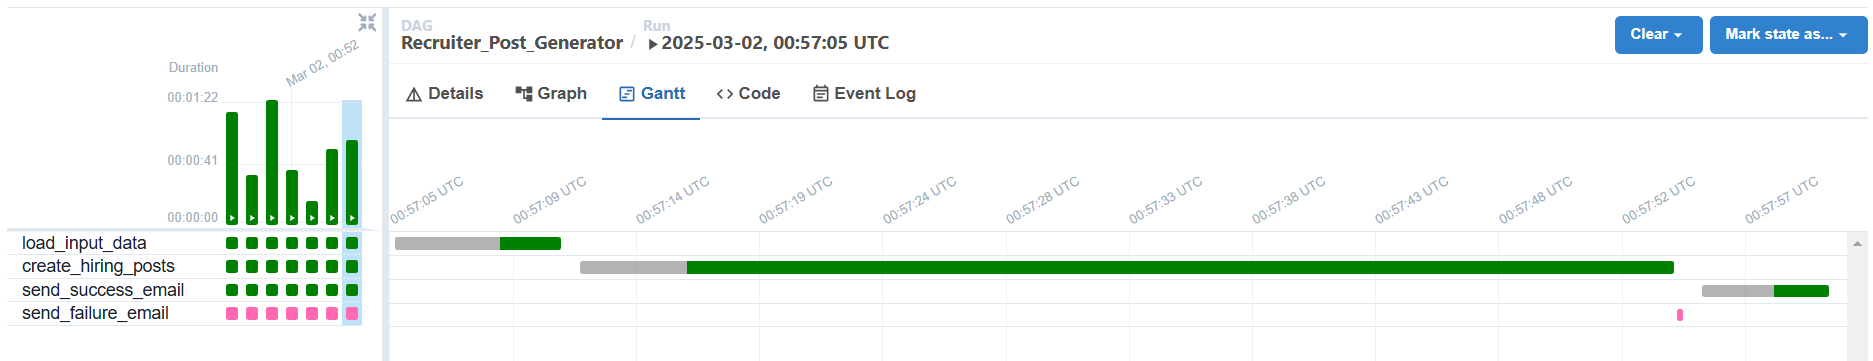 Duration
Mar 02, 00:52
00:01:22
00:00:41
00:00:00
load_input_data
create_hiring_posts
send_success_email
send_failure_email
DAG
Recruiter_Post_Generator
/
Run
2025-03-02, 00:57:05 UTC
Clear
Mark state as...
Details
Graph
Gantt
Code
Event Log
00:57:05 UTC
00:57:09 UTC
00:57:14 UTC
00:57:19 UTC
00:57:24 UTC
00:57:28 UTC
00:57:33 UTC
00:57:38 UTC
00:57:43 UTC
00:57:48 UTC
00:57:52 UTC
00:57:57 UTC